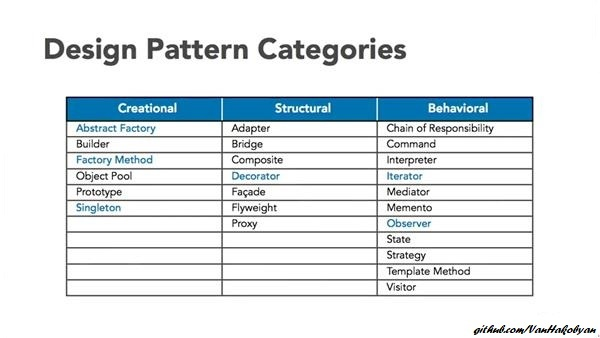 Design Pattern Categories
Creational Structural Behavioral
Abstract Factory Adapter Chain of Responsibility
Builder Bridge Command
Factory Method Composite Interpreter
Object Pool Decorator Iterator
Prototype Façade Mediator
Singleton Flyweight Memento
Proxy Observer
State
Strategy
Template Method
Visitor
github.com/VanHakobyan